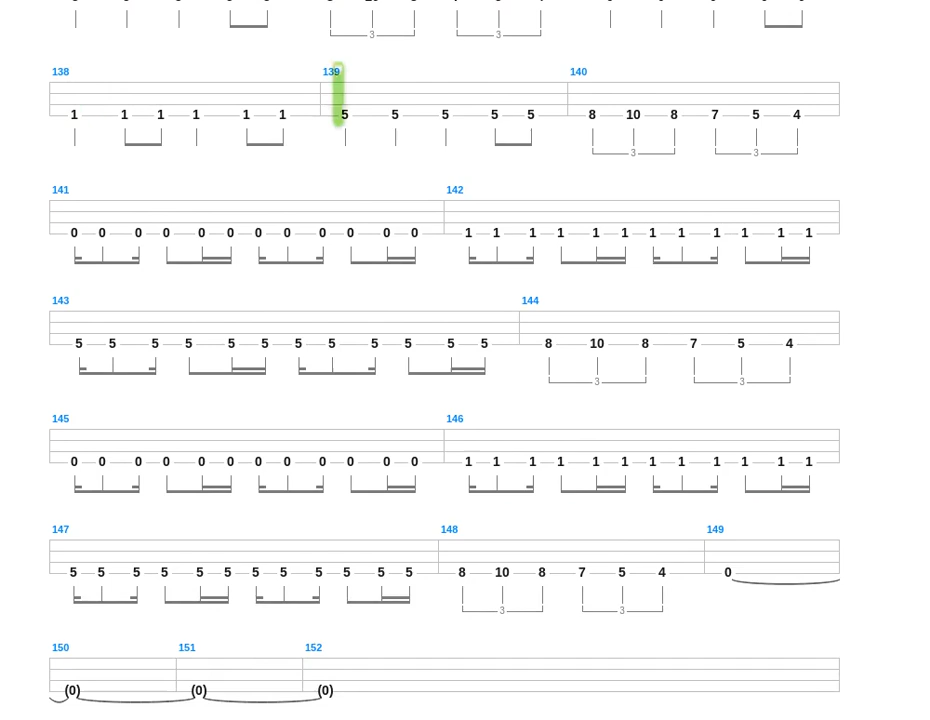 3 3
138 139 140
1 1 1 1 1 1 5 5 5 5 5 8 10 8 7 5 4
3 3
141 142
0 0 0 0 0 0 0 0 0 0 0 0 1 1 1 1 1 1 1 1 1 1 1 1
143 144
5 5 5 5 5 5 5 5 5 5 5 5 8 10 8 7 5 4
3 3
145 146
0 0 0 0 0 0 0 0 0 0 0 0 1 1 1 1 1 1 1 1 1 1 1 1
147 148 149
5 5 5 5 5 5 5 5 5 5 5 5 8 10 8 7 5 4 0
3 3
150 151 152
(0) (0) (0)